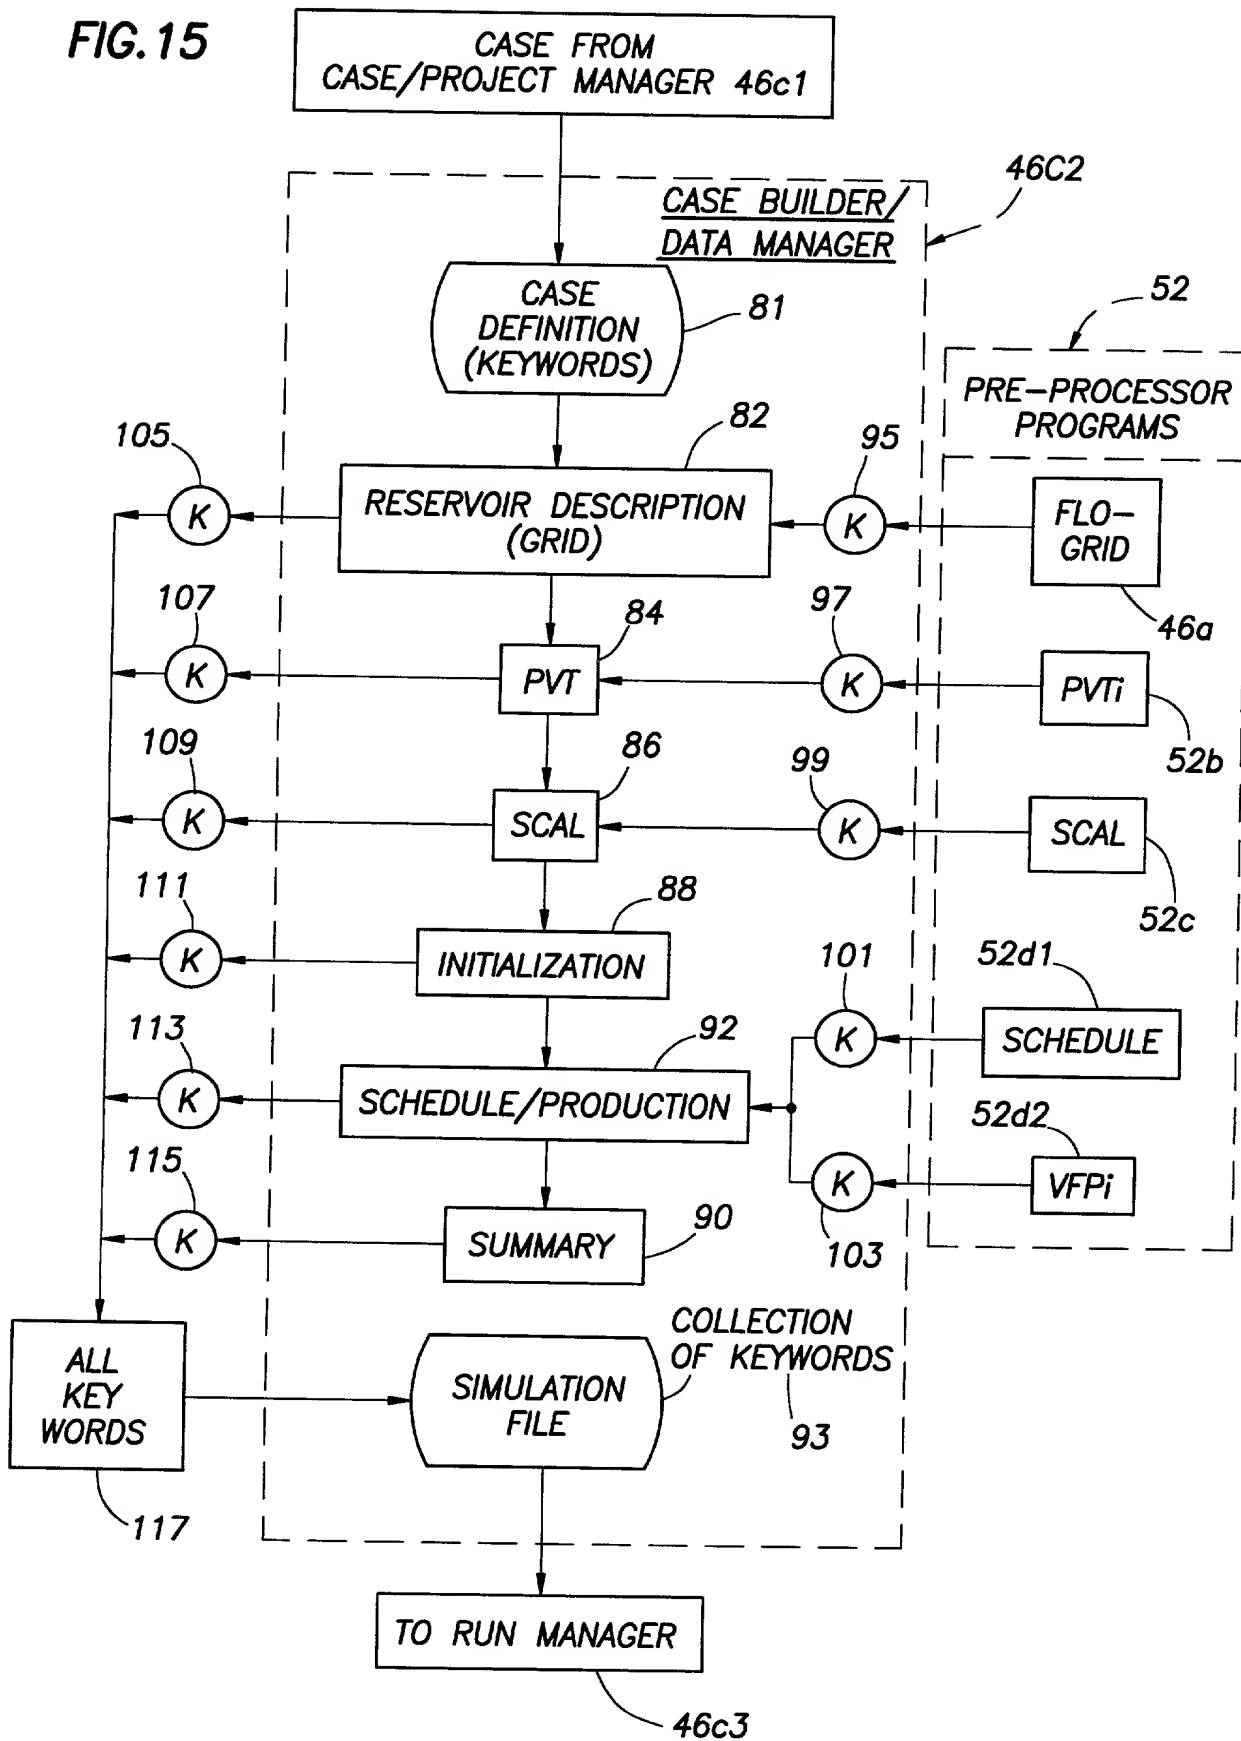 FIG.15
CASE FROM
CASE/PROJECT MANAGER 46c1
46C2
CASE BUILDER/
DATA MANAGER
CASE
DEFINITION
(KEYWORDS)
81
52
PRE-PROCESSOR
PROGRAMS
82
105
95
K
RESERVOIR DESCRIPTION
(GRID)
K
FLO-
GRID
46a
107
84
97
K
PVT
K
PVTi
52b
109
86
99
K
SCAL
K
SCAL
52c
111
88
K
INITIALIZATION
101
52d1
K
SCHEDULE
113
92
K
SCHEDULE/PRODUCTION
52d2
K
VFPi
103
115
90
K
SUMMARY
COLLECTION
OF KEYWORDS
93
ALL
KEY
WORDS
117
SIMULATION
FILE
TO RUN MANAGER
46c3